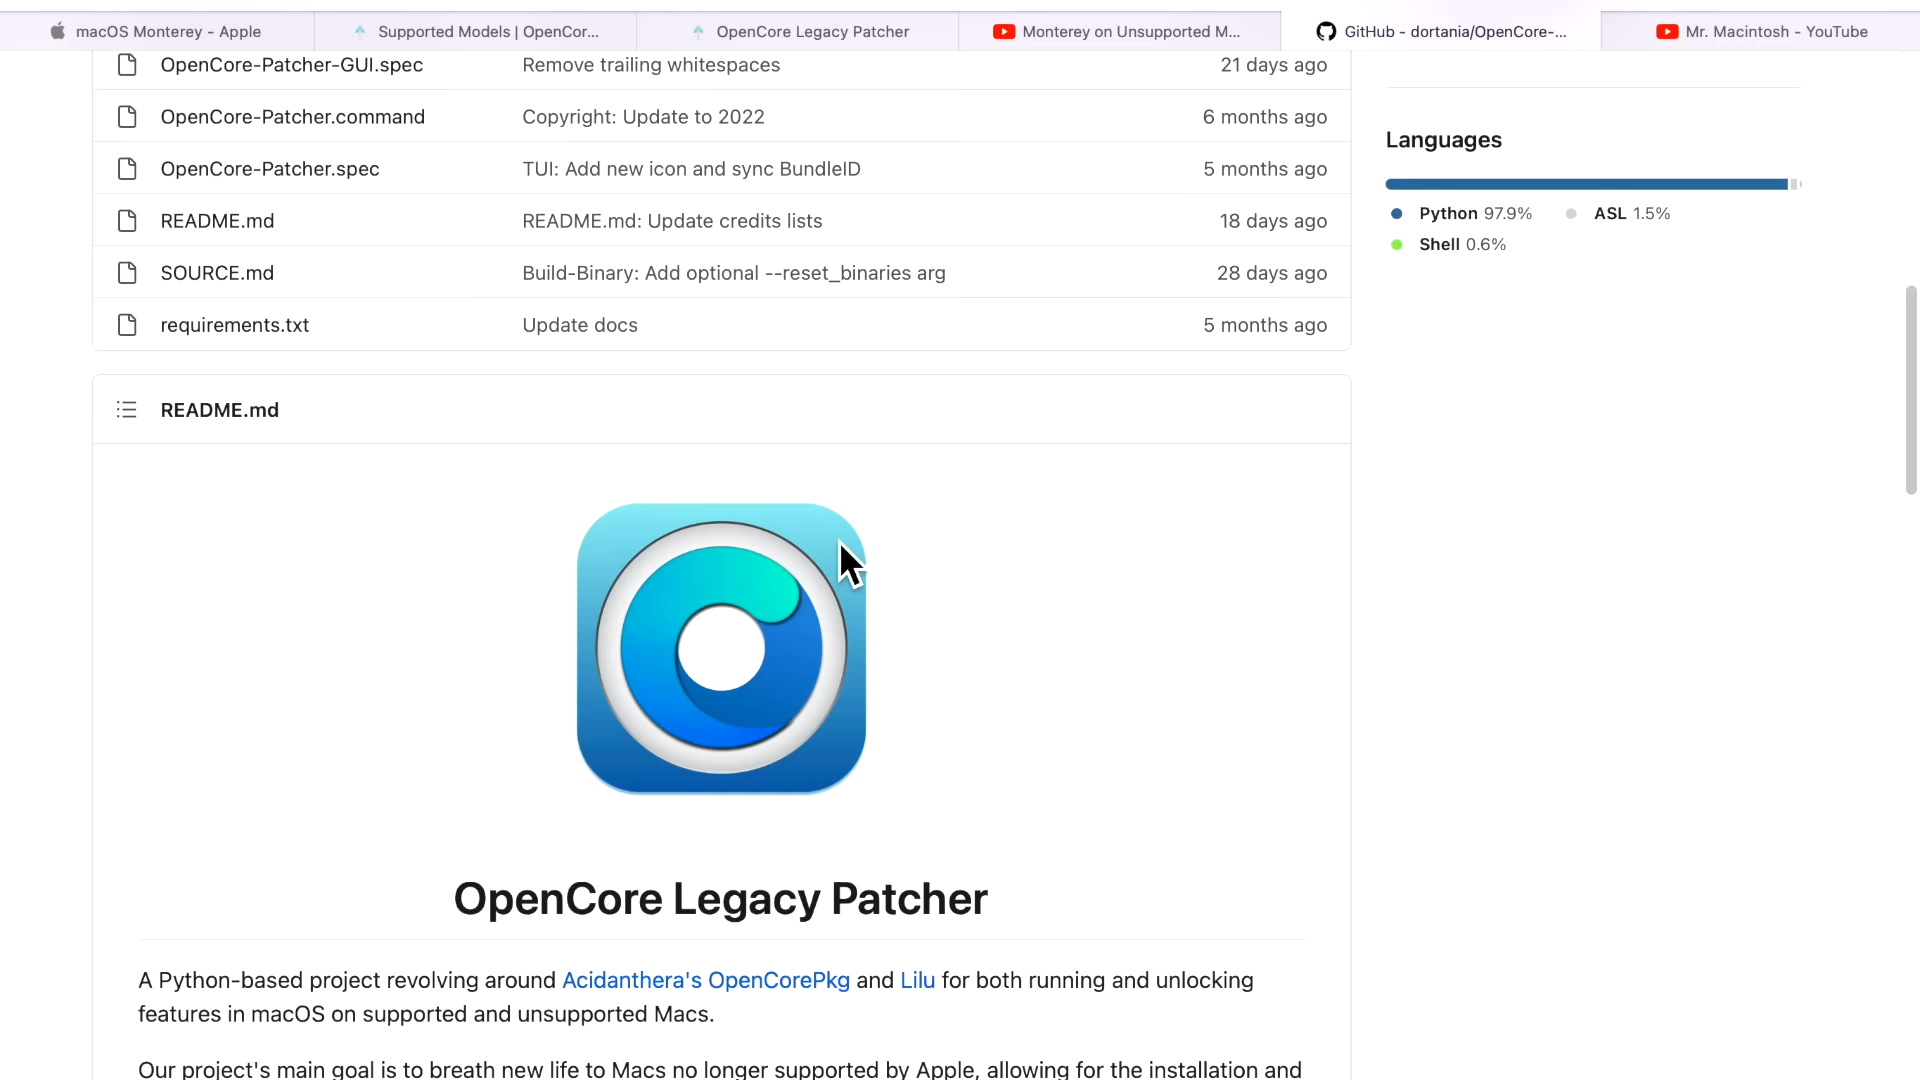 macOS Monterey - Apple
Supported Models | OpenCor...
OpenCore Legacy Patcher
Monterey on Unsupported M...
GitHub - dortania/OpenCore-...
Mr. Macintosh - YouTube
OpenCore-Patcher-GUI.spec Remove trailing whitespaces 21 days ago
OpenCore-Patcher.command Copyright: Update to 2022 6 months ago
OpenCore-Patcher.spec TUI: Add new icon and sync BundleID 5 months ago
README.md README.md: Update credits lists 18 days ago
SOURCE.md Build-Binary: Add optional --reset_binaries arg 28 days ago
requirements.txt Update docs 5 months ago
Languages
Python 97.9% ASL 1.5%
Shell 0.6%
README.md
OpenCore Legacy Patcher
A Python-based project revolving around Acidanthera's OpenCorePkg and Lilu for both running and unlocking
features in macOS on supported and unsupported Macs.
Our project's main goal is to breath new life to Macs no longer supported by Apple, allowing for the installation and